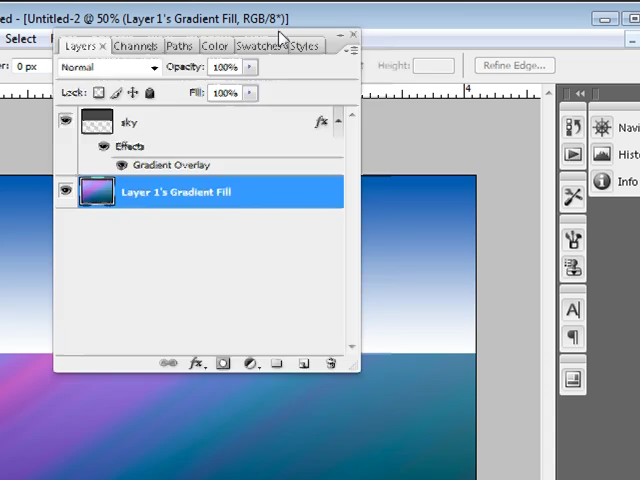 ed - [Untitled-2 @ 50% (Layer 1's Gradient Fill, RGB/8*)]
Select
er: 0 px
Height:
Refine Edge...
4
Layers × Channels Paths Color Swatches Styles
Normal Opacity: 100%
Lock: Fill: 100%
sky fx
Effects
Gradient Overlay
Layer 1's Gradient Fill
fx
Navi
Histo
Info
A